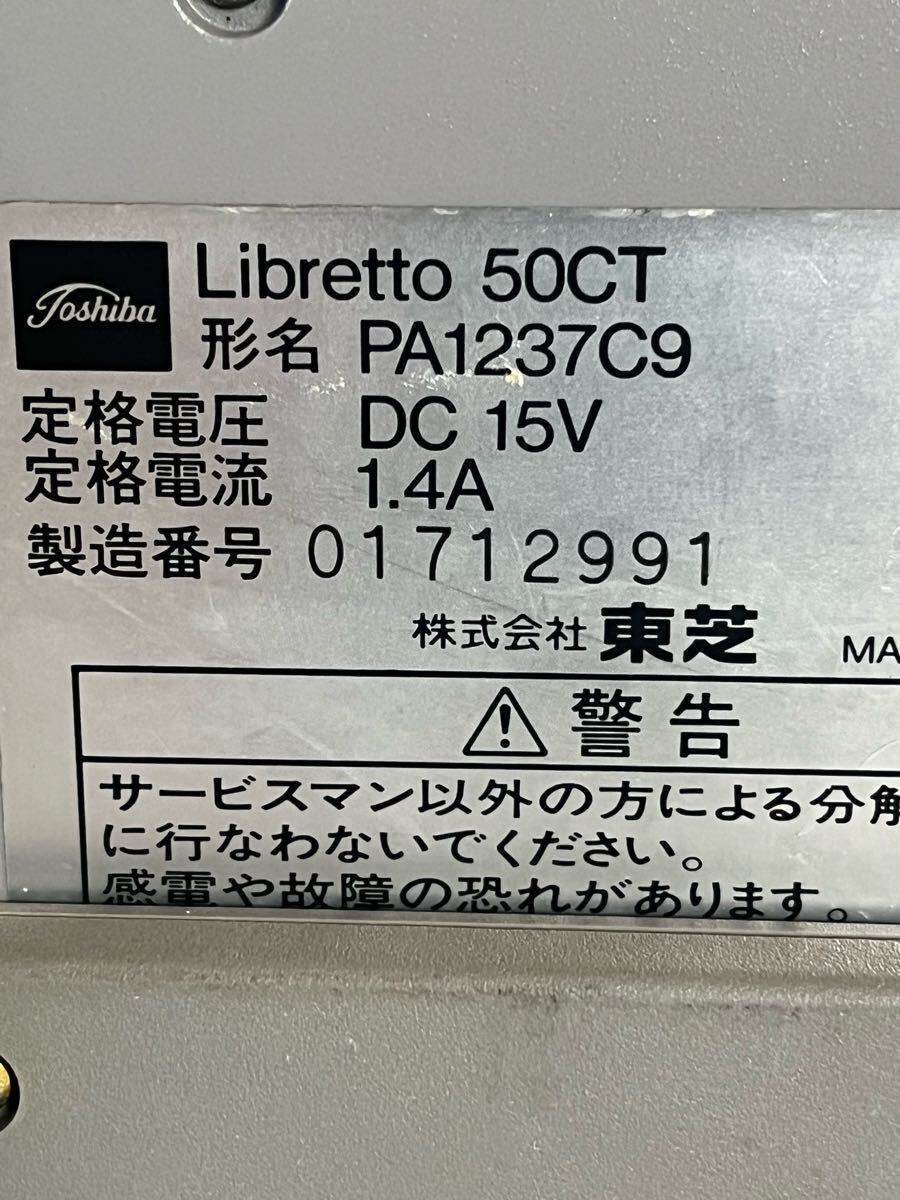 Toshiba
Libretto 50CT
形名 PA1237C9
定格電圧 DC 15V
定格電流 1.4A
製造番号 01712991
株式会社 東芝 MA
警告
サービスマン以外の方による分解
に行なわないでください。
感電や故障の恐れがあります。